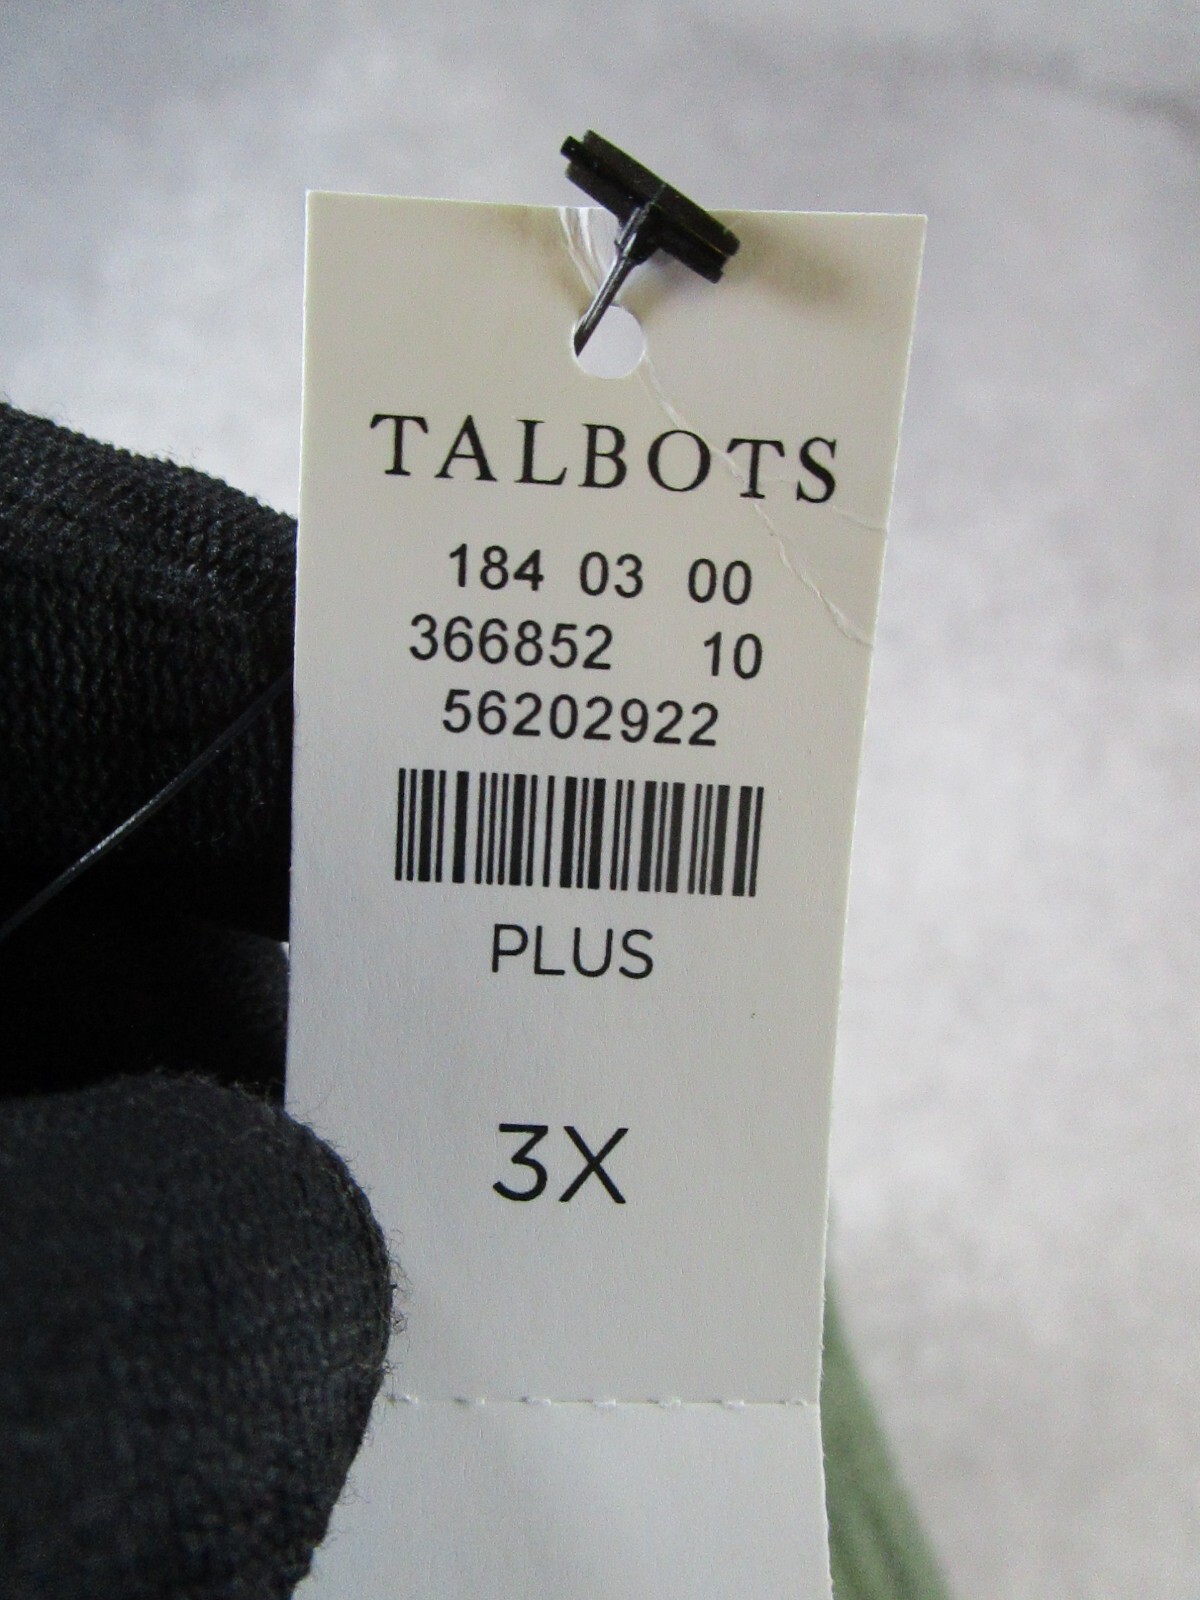 TALBOTS
184 03 00
366852 10
56202922
PLUS
3X